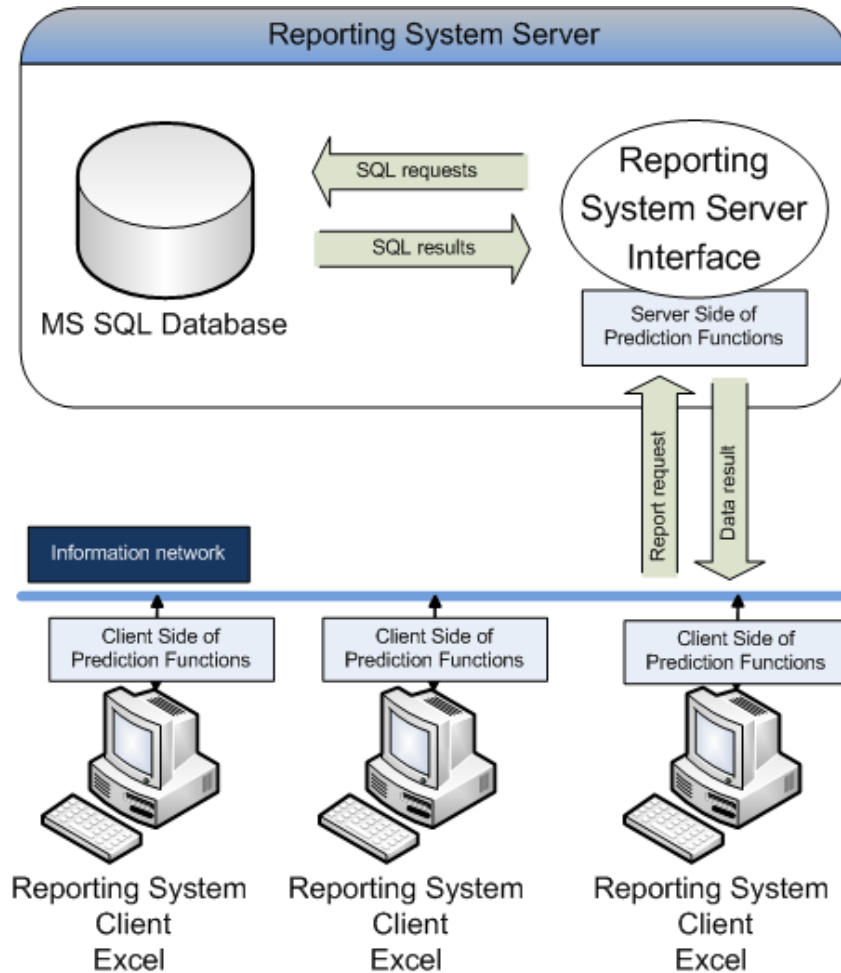 Reporting System Server
SQL requests
SQL results
Reporting
System Server
Interface
MS SQL Database
Server Side of
Prediction Functions
Report request
Data result
Information network
Client Side of
Prediction Functions
Client Side of
Prediction Functions
Client Side of
Prediction Functions
Reporting System
Client
Excel
Reporting System
Client
Excel
Reporting System
Client
Excel